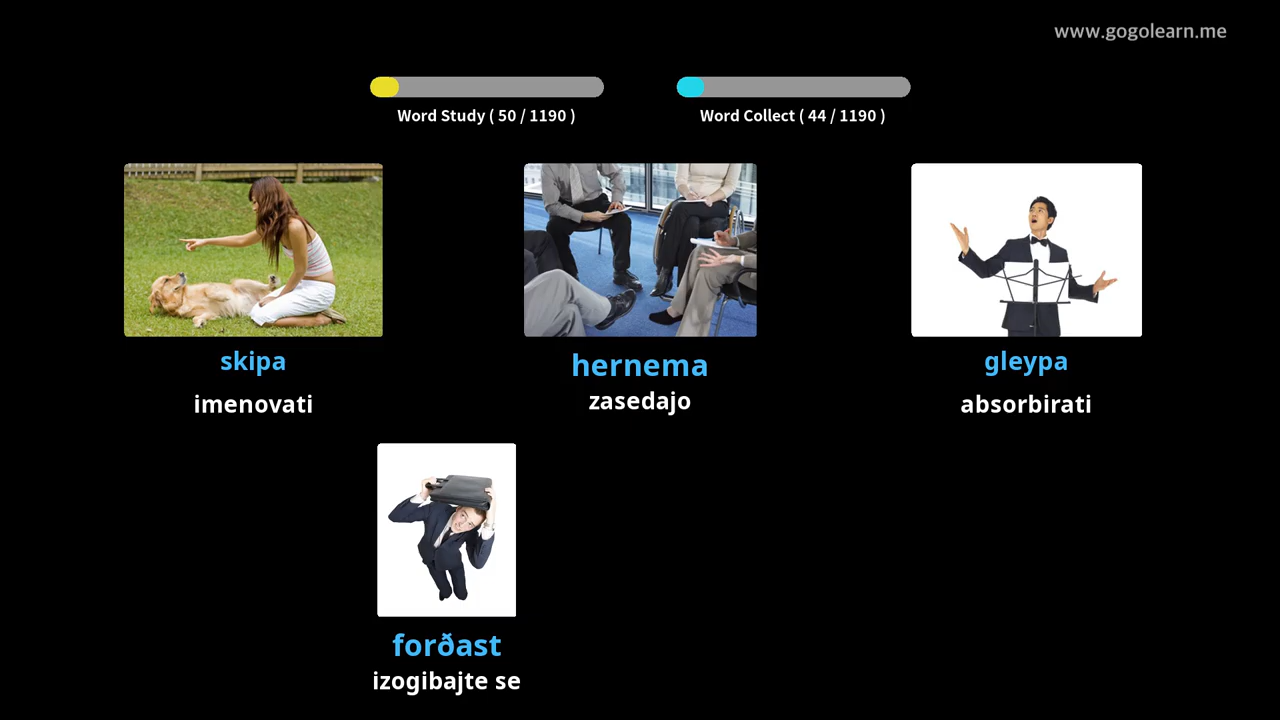 www.gogolearn.me
Word Study ( 50 / 1190 )
Word Collect ( 44 / 1190 )
skipa
imenovati
hernema
zasedajo
gleypa
absorbirati
forðast
izogibajte se